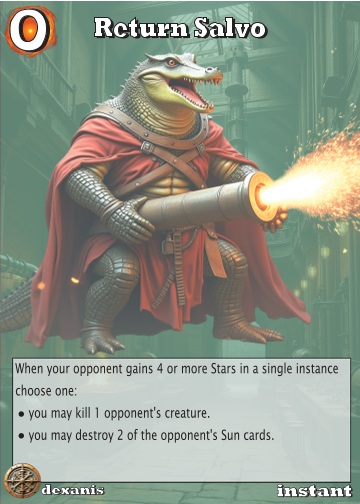 0
Return Salvo
When your opponent gains 4 or more Stars in a single instance
choose one:
● you may kill 1 opponent's creature.
● you may destroy 2 of the opponent's Sun cards.
dexanis
instant